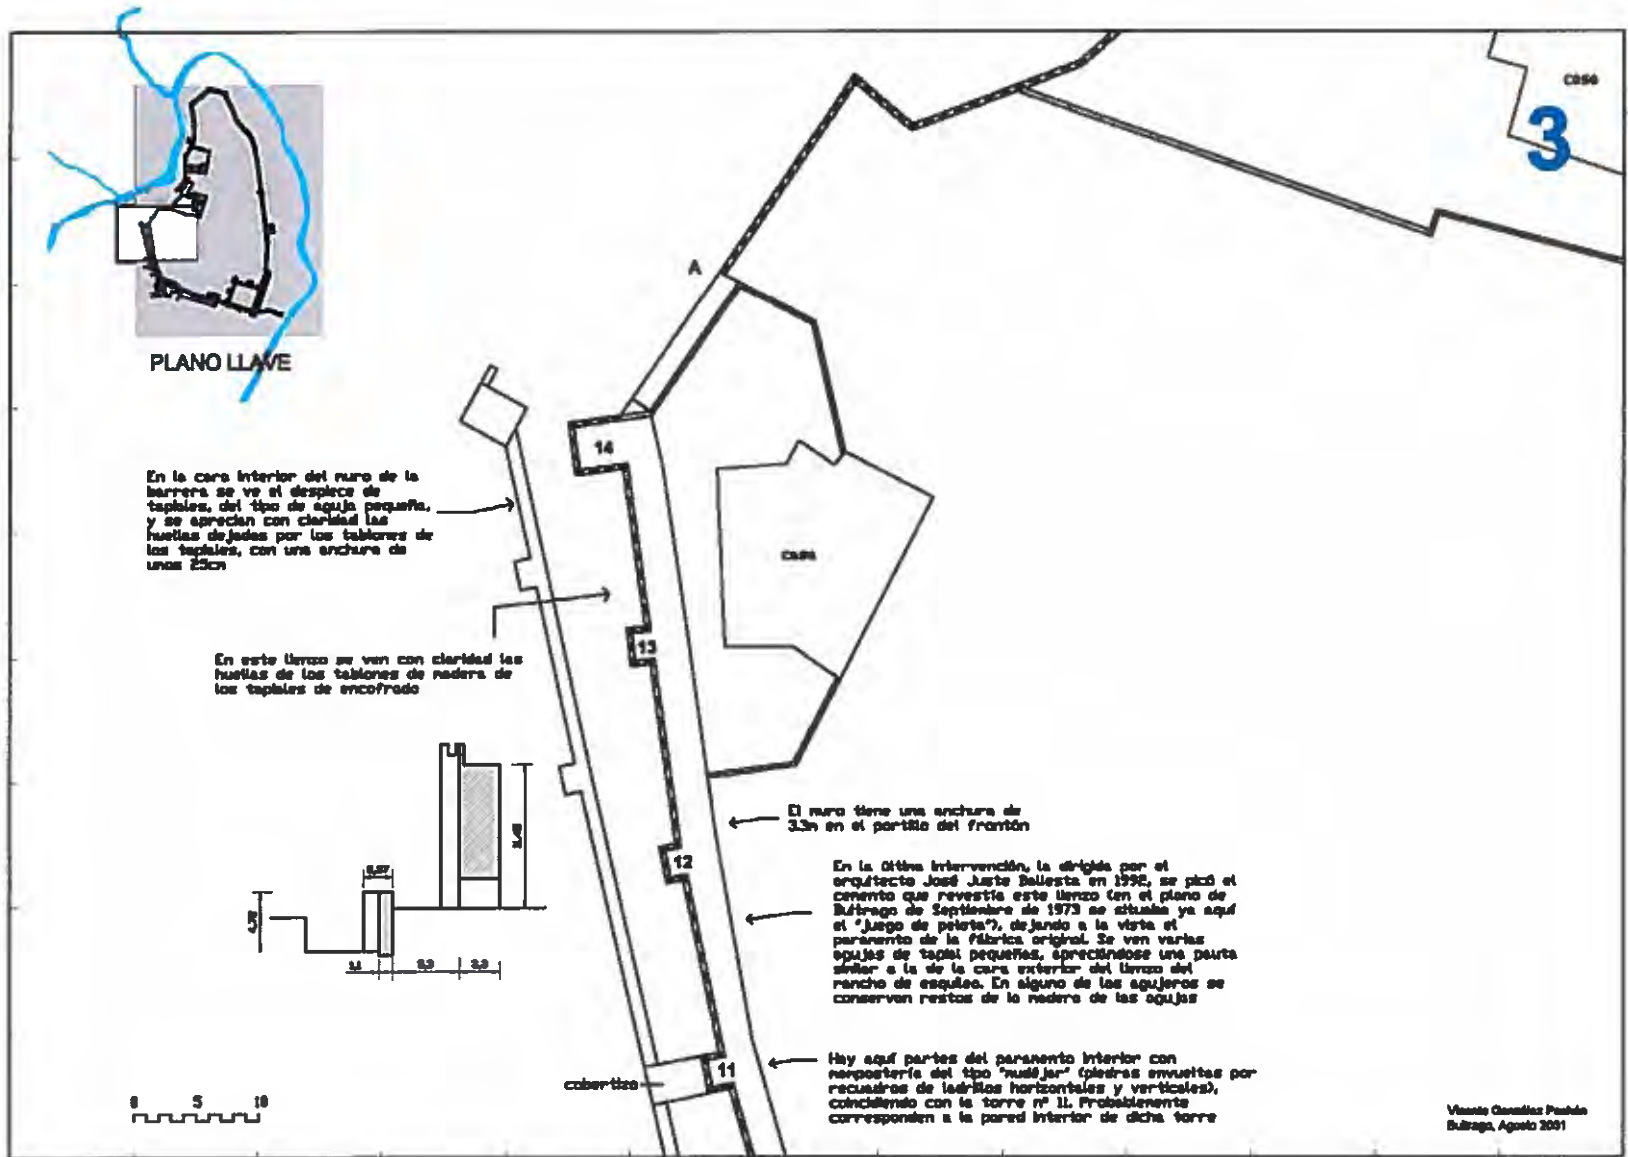 casa
3
A
PLANO LLAVE
14
En la cara interior del muro de la
barrera se ve el despiece de
tapiales, del tipo de aguja pequeña,
y se aprecian con claridad las
huellas dejadas por los tablones de
los tapiales, con una anchura de
unos 25cm
casa
13
En este lienzo se ven con claridad las
huellas de los tablones de madera de
los tapiales de encofrado
El muro tiene una anchura de
3.3m en el portillo del frontón
12
En la última intervención, la dirigida por el
arquitecto José Juste Ballesta en 1992, se picó el
cemento que revestía este lienzo (en el plano de
Buitrago de Septiembre de 1973 se situaba ya aquí
el "juego de pelota"), dejando a la vista el
paramento de la fábrica original. Se ven varias
agujas de tapial pequeñas, apreciándose una pauta
similar a la de la cara exterior del lienzo del
rancho de esquileo. En alguno de los agujeros se
conservan restos de la madera de las agujas
1,1
3,3
11
cobertizo
Hay aquí partes del paramento interior con
mampostería del tipo "mudéjar" (piedras envueltas por
recuadros de ladrillos horizontales y verticales),
coincidiendo con la torre nº 11. Probablemente
corresponden a la pared interior de dicha torre
0 5 10
Vicente González
Buitrago, Agosto 2001